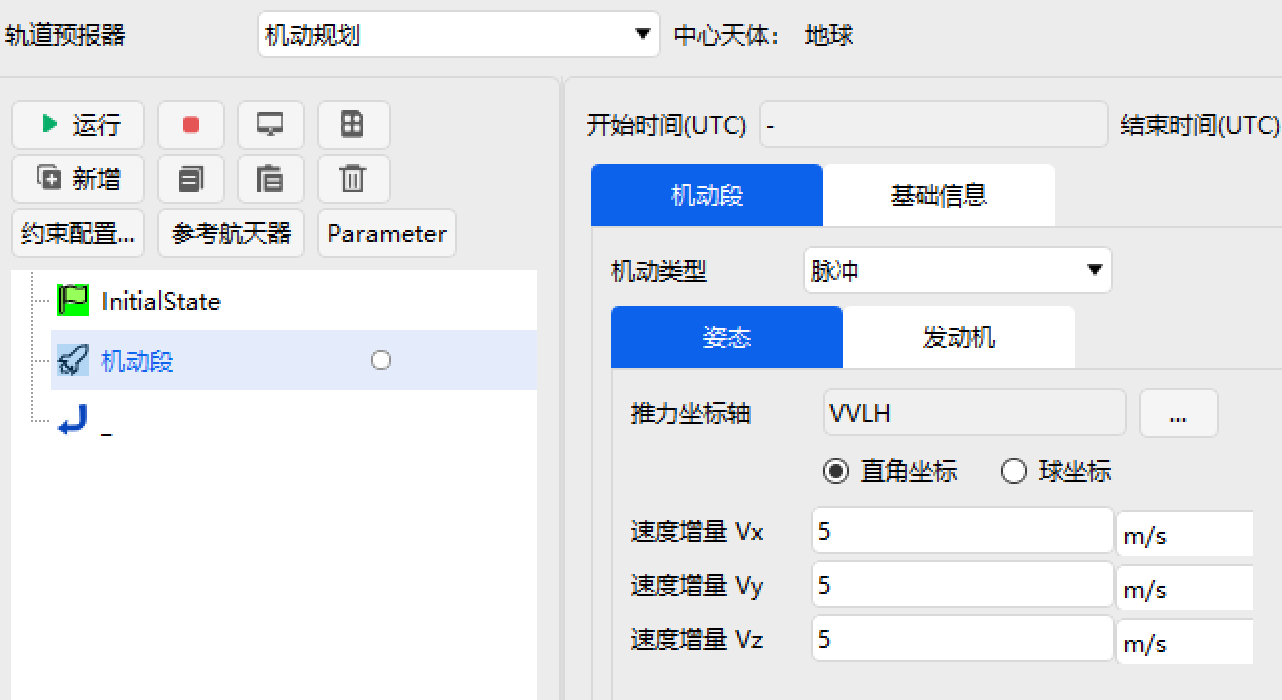 轨道预报器 机动规划 中心天体： 地球
运行
新增
约束配置... 参考航天器 Parameter
InitialState
机动段
_
开始时间(UTC) - 结束时间(UTC)
机动段 基础信息
机动类型 脉冲
姿态 发动机
推力坐标轴 VVLH ...
直角坐标 球坐标
速度增量 Vx 5 m/s
速度增量 Vy 5 m/s
速度增量 Vz 5 m/s